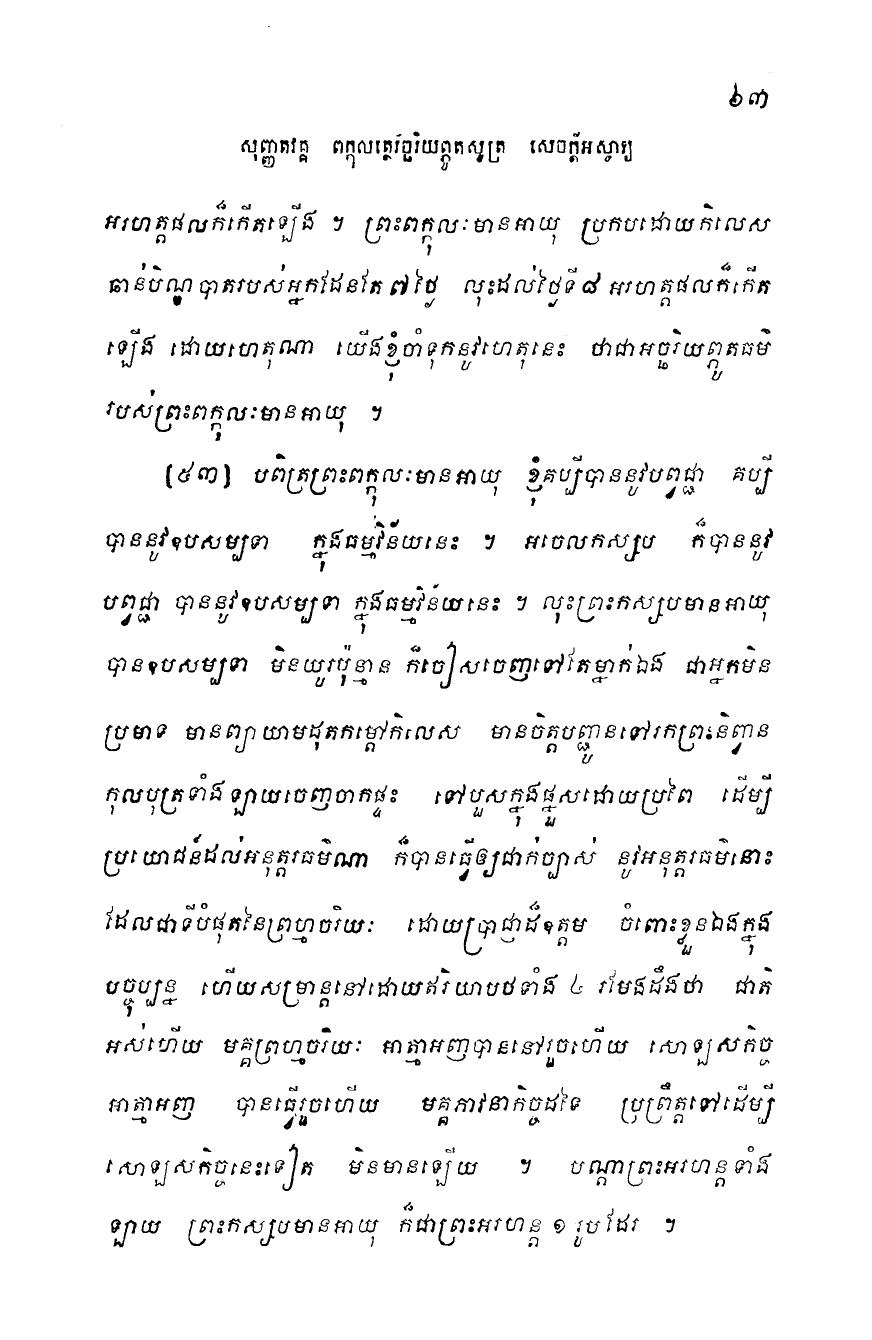 ៦៣
សុញ្ញតវគ្គ ពក្កុលត្ថេរច្ឆរិយព្ភូតសូត្រ សេចក្តីអស្ចារ្យ
អរហត្តផលក៏កើតឡើង ។ ព្រះពក្កុលៈមានអាយុ ប្រកបដោយកិលេស
ឆាន់បិណ្ឌបាតរបស់អ្នកដែនតែ ៧ ថ្ងៃ លុះដល់ថ្ងៃទី ៨ អរហត្តផលក៏កើត
ឡើង ដោយហេតុណា យើងខ្ញុំចាំទុកនូវហេតុនេះ ថាជាអច្ឆរិយព្ភូតធម៌
របស់ព្រះពក្កុលៈមានអាយុ ។
[៥៣] បពិត្រព្រះពក្កុលៈមានអាយុ ខ្ញុំគប្បីបាននូវបព្វជ្ជា គប្បី
បាននូវឧបសម្បទា ក្នុងធម្មវិន័យនេះ ។ អចេលកស្សប ក៏បាននូវ
បព្វជ្ជា បាននូវឧបសម្បទា ក្នុងធម្មវិន័យនេះ ។ លុះព្រះកស្សបមានអាយុ
បានឧបសម្បទា មិនយូរប៉ុន្មាន ក៏ចៀសចេញទៅតែម្នាក់ឯង ជាអ្នកមិន
ប្រមាទ មានព្យាយាមដុតកម្តៅកិលេស មានចិត្តបញ្ជូនទៅរកព្រះនិព្វាន
កុលបុត្រទាំងឡាយចេញចាកផ្ទះ ទៅបួសក្នុងផ្នួសដោយប្រពៃ ដើម្បី
ប្រយោជន៍ដល់អនុត្តរធម៌ណា ក៏បានធ្វើឲ្យជាក់ច្បាស់ នូវអនុត្តរធម៌នោះ
ដែលជាទីបំផុតនៃព្រហ្មចរិយៈ ដោយប្រាជ្ញាដ៏ឧត្តម ចំពោះខ្លួនឯងក្នុង
បច្ចុប្បន្ន ហើយសម្រាន្តនៅដោយឥរិយាបថទាំង ៤ រមែងដឹងថា ជាតិ
អស់ហើយ មគ្គព្រហ្មចរិយៈ អាត្មាអញបាននៅរួចហើយ សោឡសកិច្ច
អាត្មាអញ បានធ្វើរួចហើយ មគ្គភាវនាកិច្ចដទៃ ប្រព្រឹត្តទៅដើម្បី
សោឡសកិច្ចនេះទៀត មិនមានឡើយ ។ បណ្តាព្រះអរហន្តទាំង
ឡាយ ព្រះកស្សបមានអាយុ ក៏ជាព្រះអរហន្ត ១ រូបដែរ ។